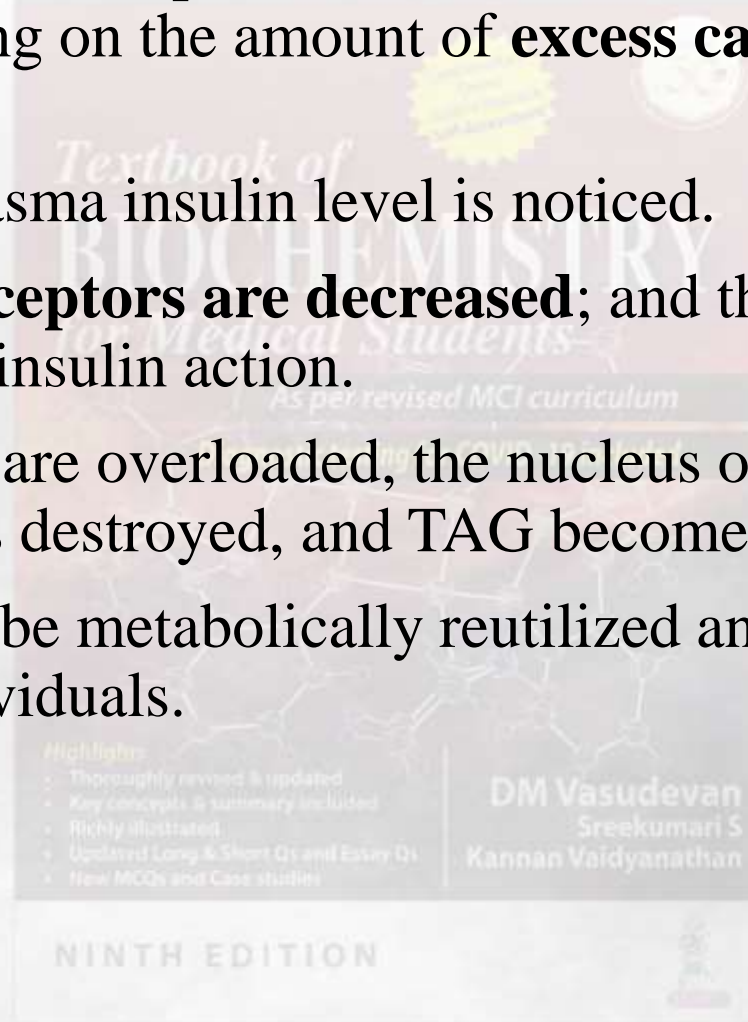 ng on the amount of excess ca
Textbook of
asma insulin level is noticed.
BIOCHEMISTRY
ceptors are decreased; and th
for Medical Students
insulin action.
As per revised MCI curriculum
are overloaded, the nucleus o
s destroyed, and TAG become
be metabolically reutilized an
viduals.
Highlights
• Thoroughly revised & updated
• Key concepts & summary included
• Richly illustrated
• Updated Long & Short Qs and Essay Qs
• New MCQs and Case studies
DM Vasudevan
Sreekumari S
Kannan Vaidyanathan
NINTH EDITION